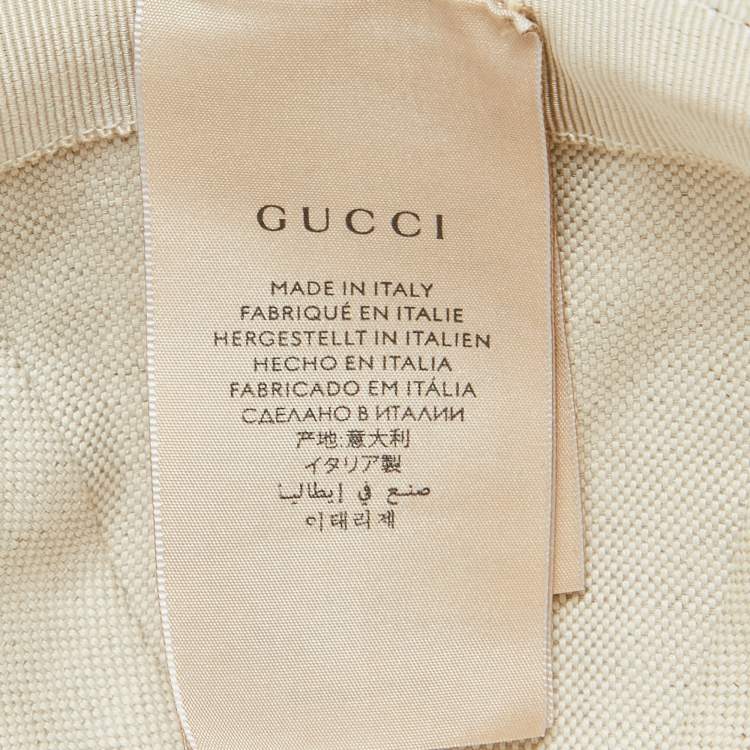 GUCCI
MADE IN ITALY
FABRIQUÉ EN ITALIE
HERGESTELLT IN ITALIEN
HECHO EN ITALIA
FABRICADO EM ITÁLIA
СДЕЛАНО В ИТАЛИИ
产地:意大利
イタリア製
صنع في إيطاليا
이태리제